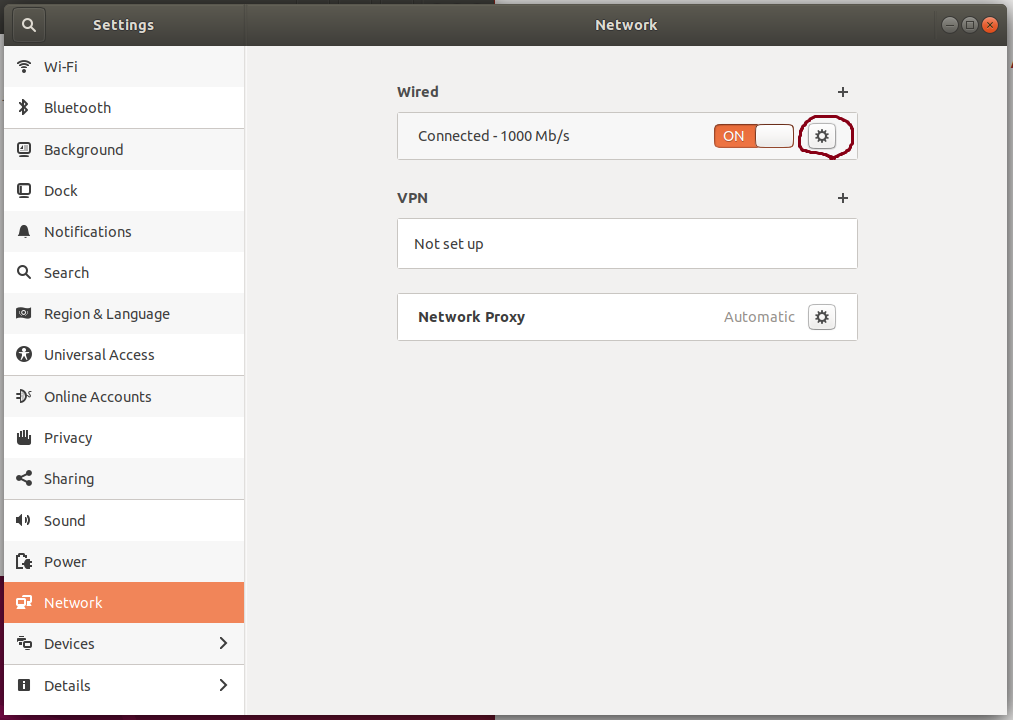 Settings
Network
Wi-Fi
Bluetooth
Background
Dock
Notifications
Search
Region & Language
Universal Access
Online Accounts
Privacy
Sharing
Sound
Power
Network
Devices
Details
Wired
Connected - 1000 Mb/s
ON
VPN
Not set up
Network Proxy
Automatic